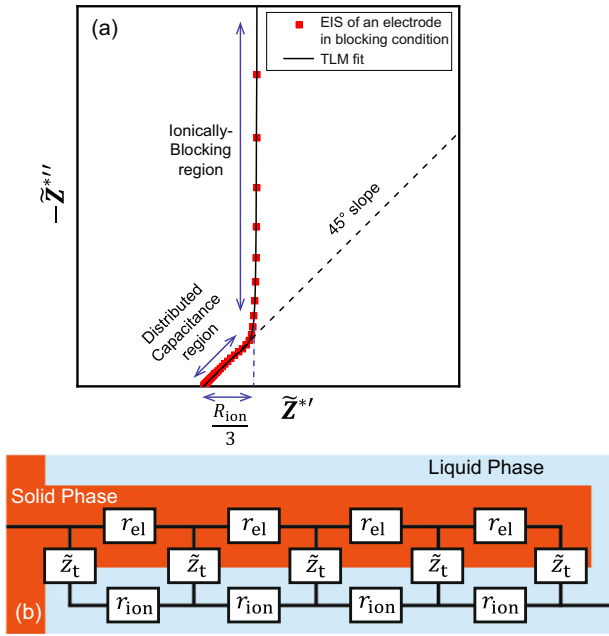 (a)
EIS of an electrode
in blocking condition
TLM fit
Ionically-
Blocking
region
45° slope
Distributed
Capacitance
region
−Z̃*′′
R_ion
3
Z̃*′
Liquid Phase
Solid Phase
r_el r_el r_el r_el
z̃_t z̃_t z̃_t z̃_t z̃_t
(b) r_ion r_ion r_ion r_ion